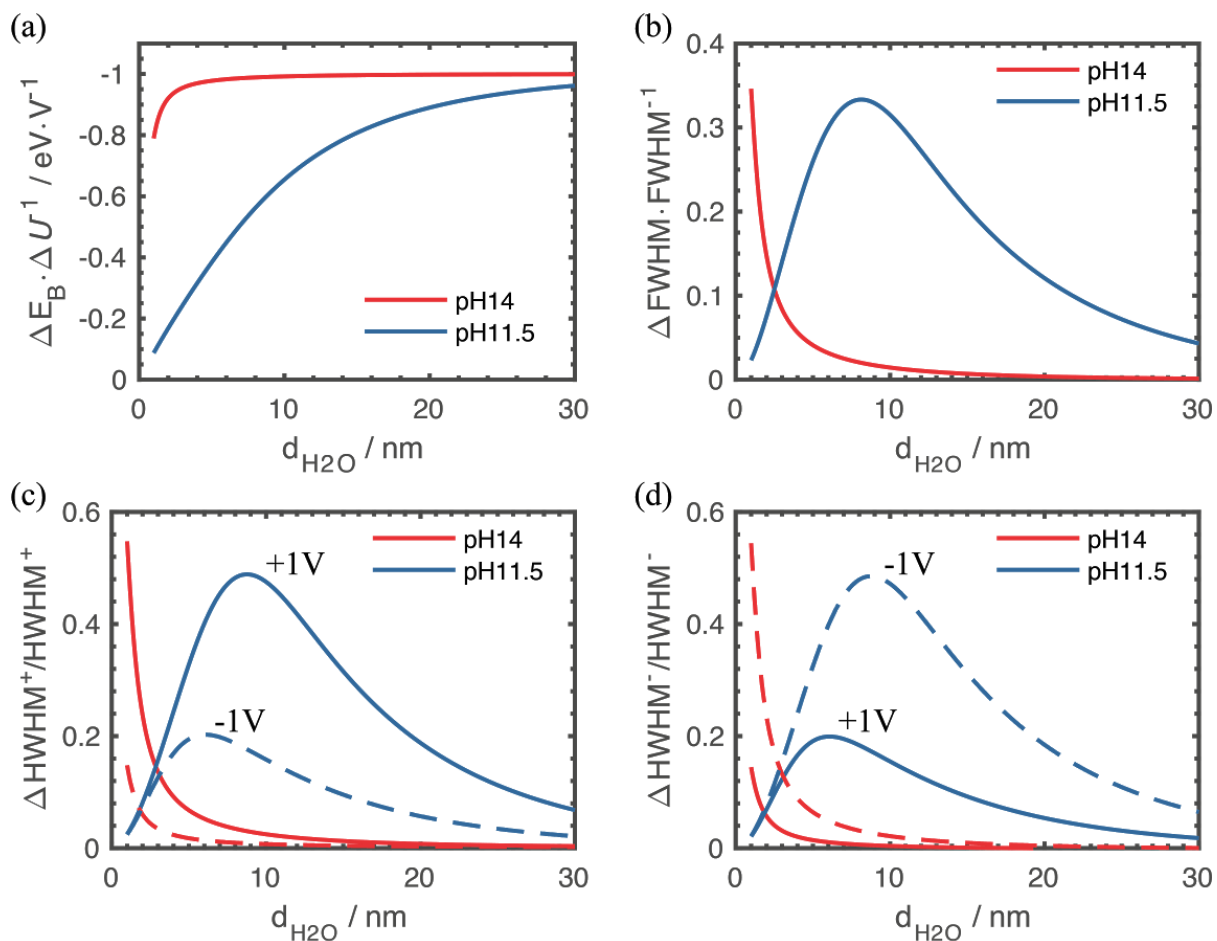 (a)
-1
-0.8
-0.6
-0.4
-0.2
0
0 10 20 30
ΔE_B·ΔU⁻¹ / eV·V⁻¹
d_H2O / nm
pH14
pH11.5
(b)
0.4
0.3
0.2
0.1
0
0 10 20 30
ΔFWHM·FWHM⁻¹
d_H2O / nm
pH14
pH11.5
(c)
0.6
0.4
0.2
0
0 10 20 30
ΔHWHM⁺/HWHM⁺
d_H2O / nm
pH14
pH11.5
+1V
-1V
(d)
0.6
0.4
0.2
0
0 10 20 30
ΔHWHM⁻/HWHM⁻
d_H2O / nm
pH14
pH11.5
-1V
+1V